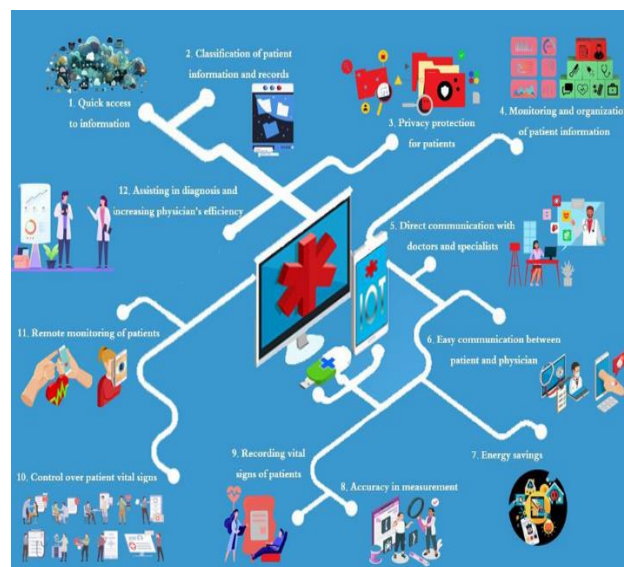 1. Quick access
to information
2. Classification of patient
information and records
3. Privacy protection
for patients
4. Monitoring and organization
of patient information
5. Direct communication with
doctors and specialists
6. Easy communication between
patient and physician
7. Energy savings
8. Accuracy in measurement
9. Recording vital
signs of patients
10. Control over patient vital signs
11. Remote monitoring of patients
12. Assisting in diagnosis and
increasing physician's efficiency
IOT